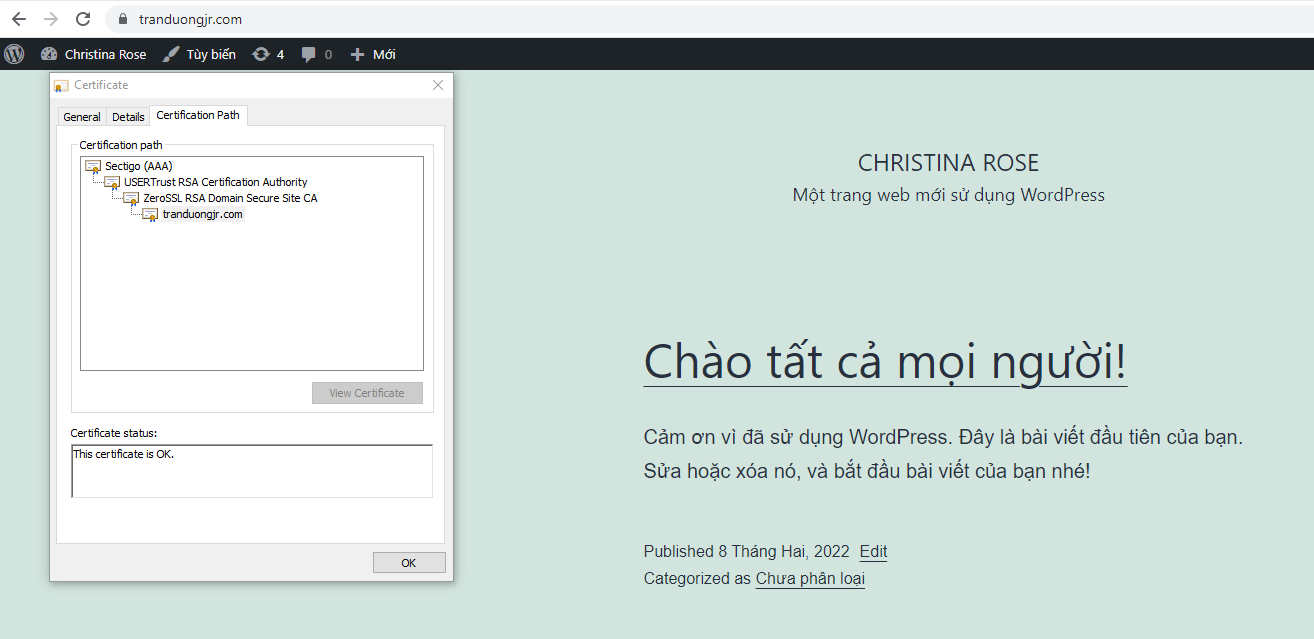 tranduongjr.com
Christina Rose Tùy biến 4 0 Mới
Certificate
General Details Certification Path
Certification path
Sectigo (AAA)
USERTrust RSA Certification Authority
ZeroSSL RSA Domain Secure Site CA
tranduongjr.com
View Certificate
Certificate status:
This certificate is OK.
OK
CHRISTINA ROSE
Một trang web mới sử dụng WordPress
Chào tất cả mọi người!
Cảm ơn vì đã sử dụng WordPress. Đây là bài viết đầu tiên của bạn.
Sửa hoặc xóa nó, và bắt đầu bài viết của bạn nhé!
Published 8 Tháng Hai, 2022 Edit
Categorized as Chưa phân loại